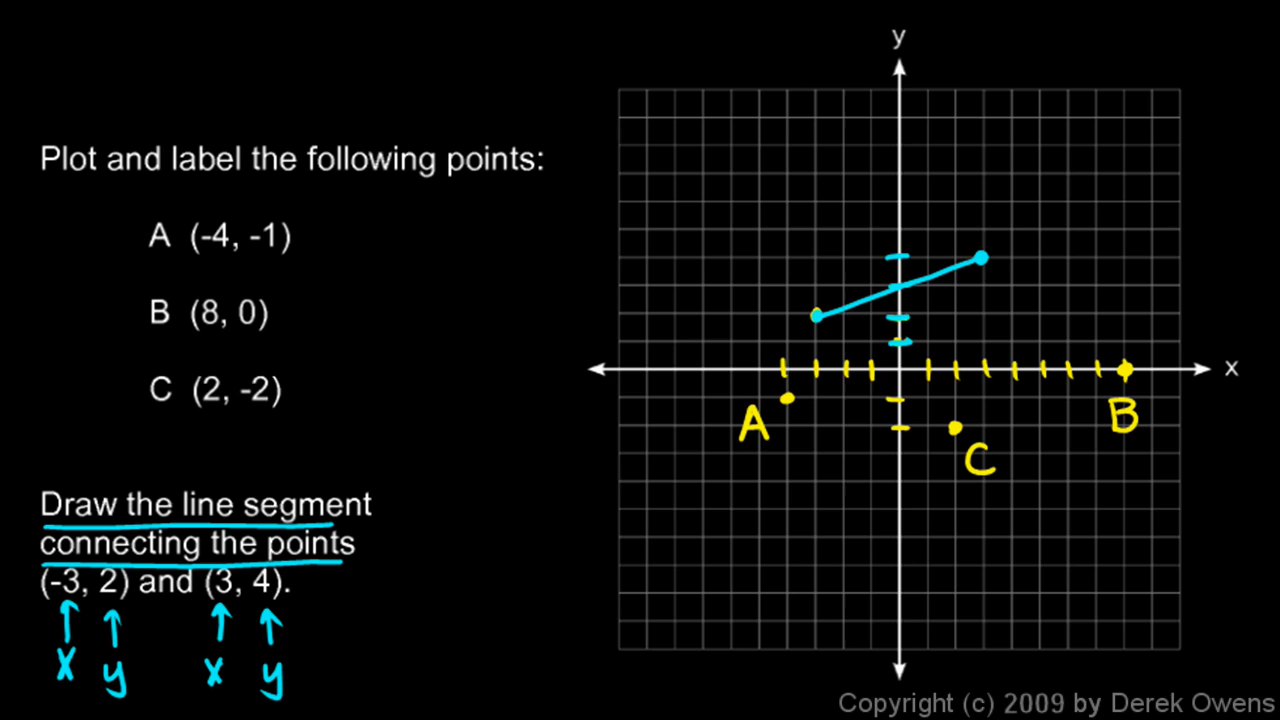 Plot and label the following points:
A (-4, -1)
B (8, 0)
C (2, -2)
Draw the line segment
connecting the points
(-3, 2) and (3, 4).
x y x y
y
x
A
B
C
Copyright (c) 2009 by Derek Owens